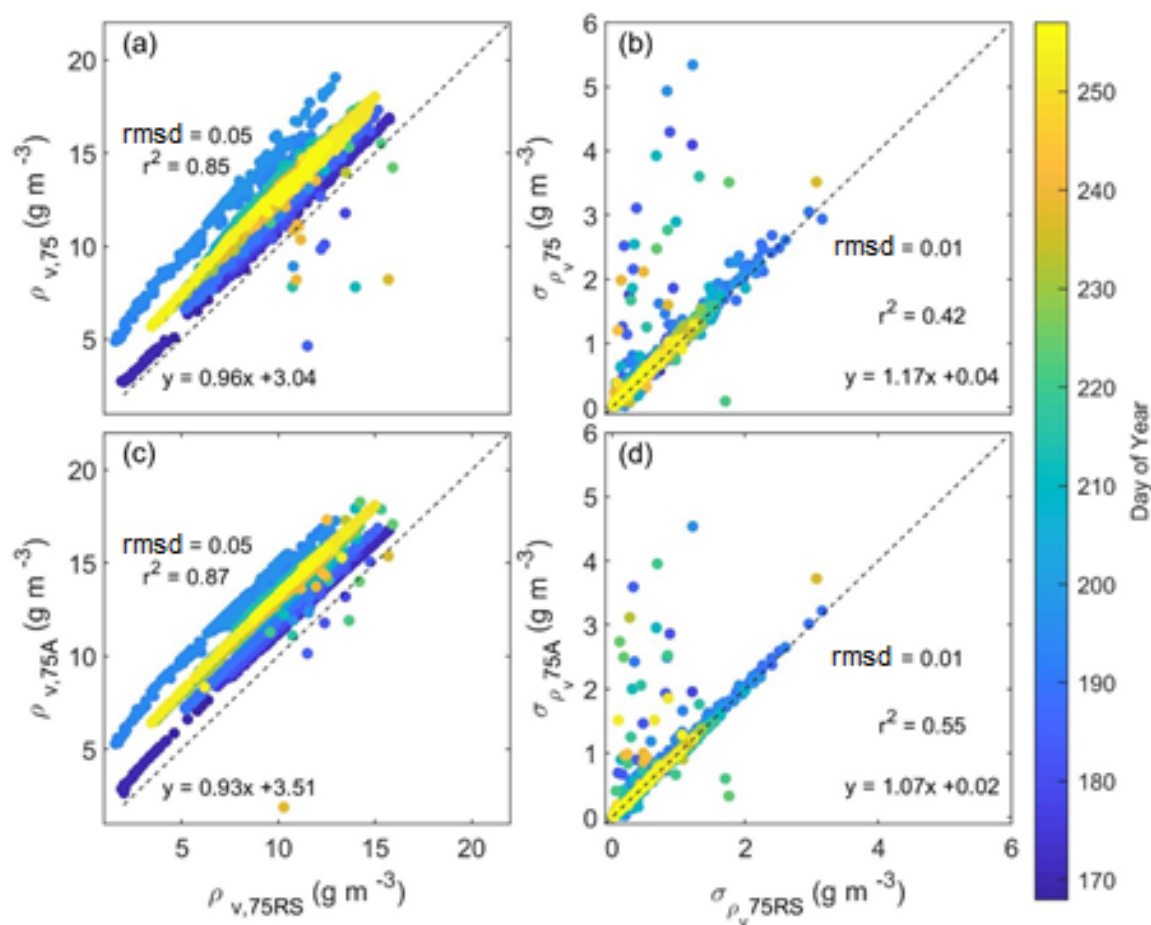 (a)
rmsd = 0.05
r² = 0.85
y = 0.96x +3.04
ρ v,75 (g m -3)
20
15
10
5
(b)
rmsd = 0.01
r² = 0.42
y = 1.17x +0.04
σ ρv 75 (g m -3)
6
5
4
3
2
1
0
(c)
rmsd = 0.05
r² = 0.87
y = 0.93x +3.51
ρ v,75A (g m -3)
20
15
10
5
5 10 15 20
ρ v,75RS (g m -3)
(d)
rmsd = 0.01
r² = 0.55
y = 1.07x +0.02
σ ρv 75A (g m -3)
6
5
4
3
2
1
0
0 2 4 6
σ ρv 75RS (g m -3)
250
240
230
220
210
200
190
180
170
Day of Year